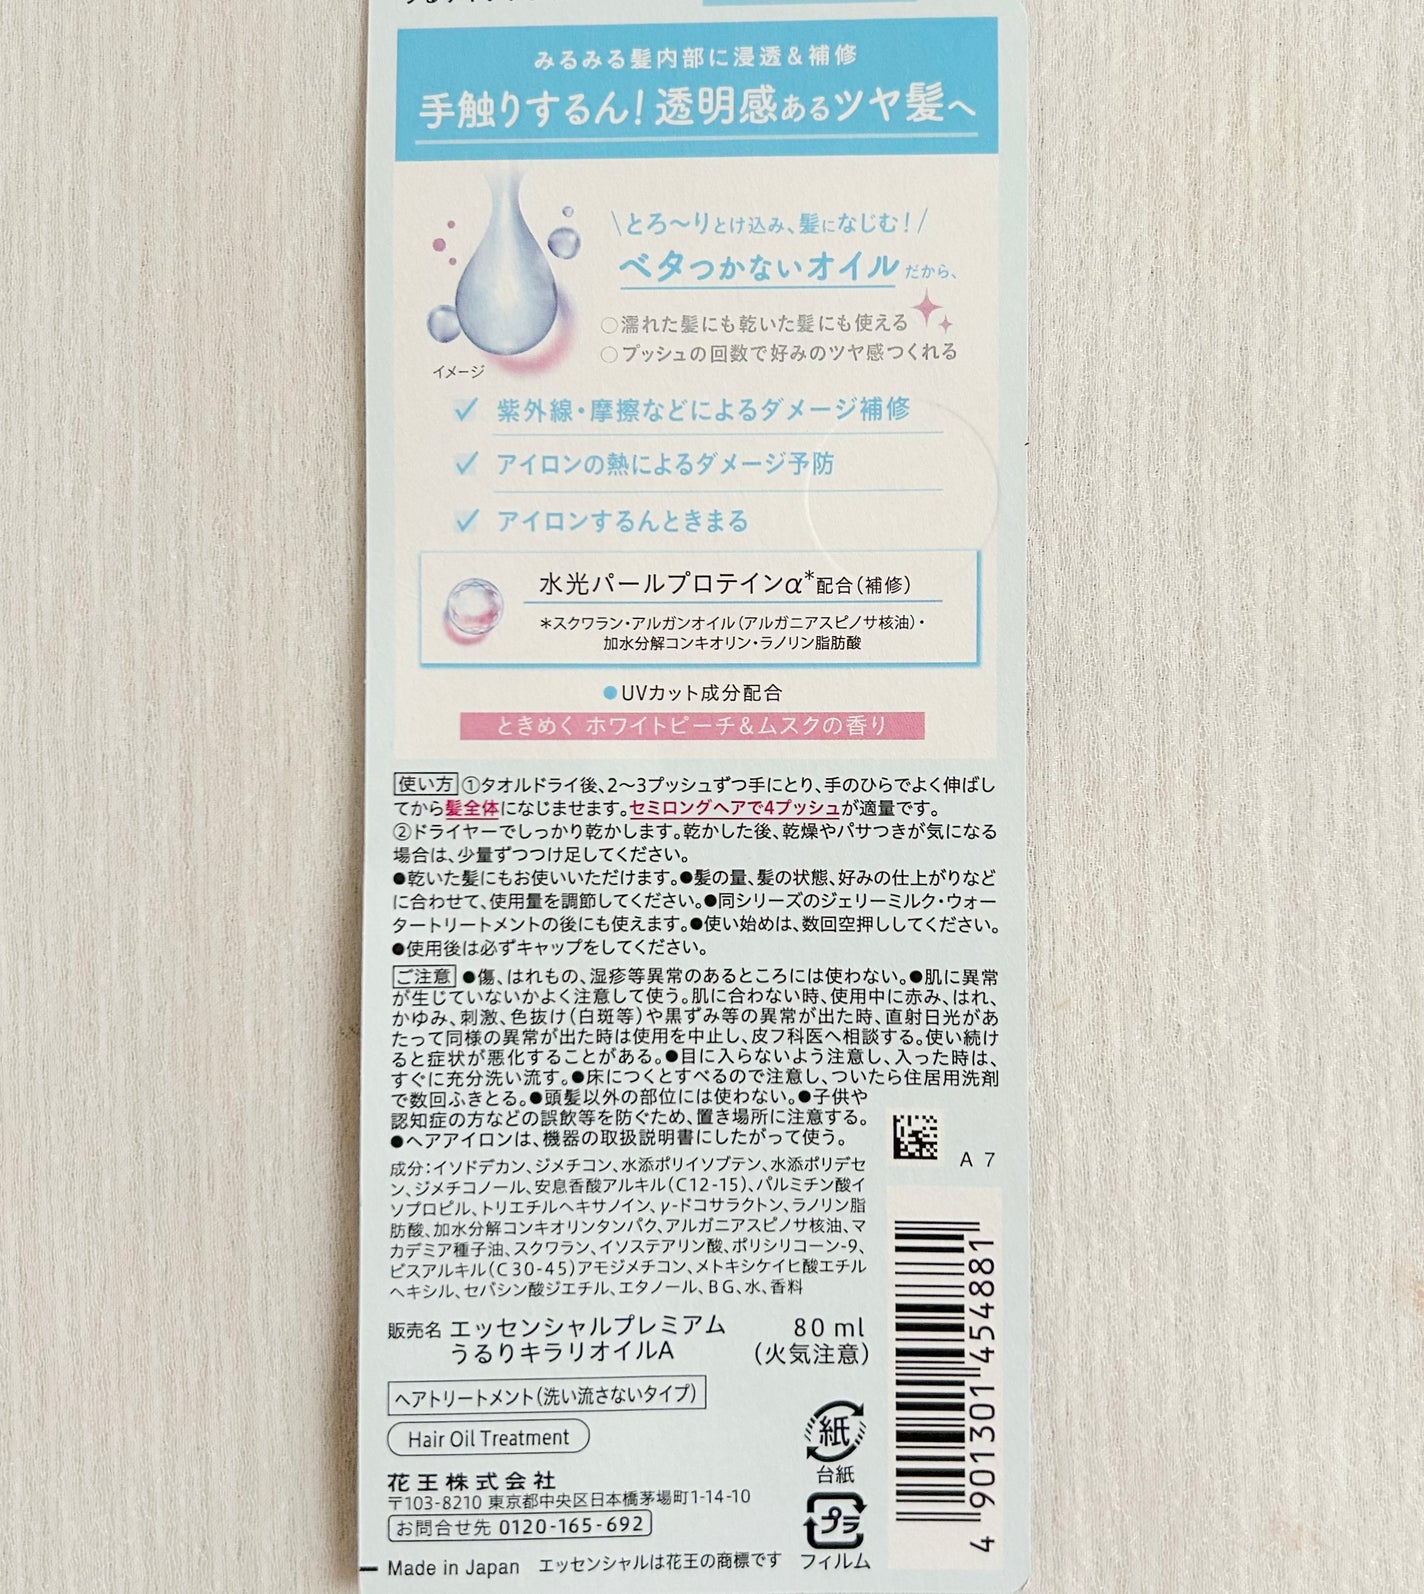 みるみる髪内部に浸透＆補修
手触りするん！透明感あるツヤ髪へ
\とろ〜りとけ込み、髪になじむ！/
ベタつかないオイルだから、
○濡れた髪にも乾いた髪にも使える
○プッシュの回数で好みのツヤ感つくれる
イメージ
✓ 紫外線・摩擦などによるダメージ補修
✓ アイロンの熱によるダメージ予防
✓ アイロンするんときまる
水光パールプロテインα*配合（補修）
*スクワラン・アルガンオイル（アルガニアスピノサ核油）・
加水分解コンキオリン・ラノリン脂肪酸
●UVカット成分配合
ときめく ホワイトピーチ＆ムスクの香り
使い方 ①タオルドライ後、2〜3プッシュずつ手にとり、手のひらでよく伸ばし
てから髪全体になじませます。セミロングヘアで4プッシュが適量です。
②ドライヤーでしっかり乾かします。乾かした後、乾燥やパサつきが気になる
場合は、少量ずつつけ足してください。
●乾いた髪にもお使いいただけます。●髪の量、髪の状態、好みの仕上がりなど
に合わせて、使用量を調節してください。●同シリーズのジェリーミルク・ウォー
タートリートメントの後にも使えます。●使い始めは、数回空押ししてください。
●使用後は必ずキャップをしてください。
ご注意 ●傷、はれもの、湿疹等異常のあるところには使わない。●肌に異常
が生じていないかよく注意して使う。肌に合わない時、使用中に赤み、はれ、
かゆみ、刺激、色抜け（白斑等）や黒ずみ等の異常が出た時、直射日光があ
たって同様の異常が出た時は使用を中止し、皮フ科医へ相談する。使い続け
ると症状が悪化することがある。●目に入らないよう注意し、入った時は、
すぐに充分洗い流す。●床につくとすべるので注意し、ついたら住居用洗剤
で数回ふきとる。●頭髪以外の部位には使わない。●子供や
認知症の方などの誤飲等を防ぐため、置き場所に注意する。
●ヘアアイロンは、機器の取扱説明書にしたがって使う。
A 7
成分：イソドデカン、ジメチコン、水添ポリイソブテン、水添ポリデセ
ン、ジメチコノール、安息香酸アルキル（C12-15）、パルミチン酸イ
ソプロピル、トリエチルヘキサノイン、γ-ドコサラクトン、ラノリン脂
肪酸、加水分解コンキオリンタンパク、アルガニアスピノサ核油、マ
カデミア種子油、スクワラン、イソステアリン酸、ポリシリコーン-9、
ビスアルキル（C30-45）アモジメチコン、メトキシケイヒ酸エチル
ヘキシル、セバシン酸ジエチル、エタノール、BG、水、香料
販売名 エッセンシャルプレミアム
うるりキラリオイルA
80 ml
（火気注意）
ヘアトリートメント（洗い流さないタイプ）
Hair Oil Treatment
紙
台紙
花王株式会社
〒103-8210 東京都中央区日本橋茅場町1-14-10
お問合せ先 0120-165-692
プラ
フィルム
Made in Japan エッセンシャルは花王の商標です
4 901301 454881